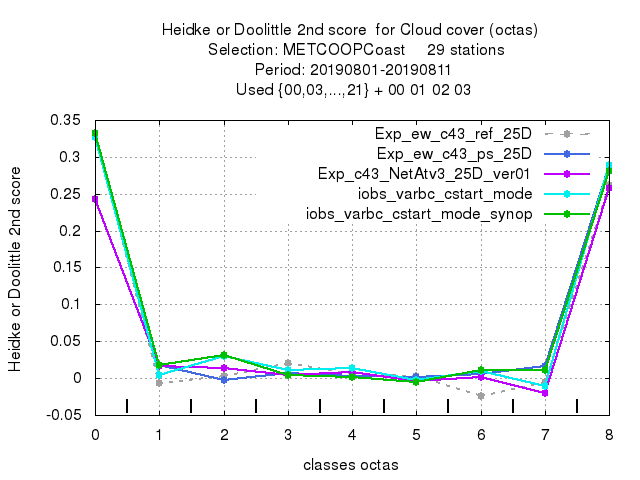 Heidke or Doolittle 2nd score  for Cloud cover (octas)
Selection: METCOOPCoast     29 stations
Period: 20190801-20190811
Used {00,03,...,21} + 00 01 02 03
Heidke or Doolittle 2nd score
0.35
0.3
0.25
0.2
0.15
0.1
0.05
0
-0.05
Exp_ew_c43_ref_25D
Exp_ew_c43_ps_25D
Exp_c43_NetAtv3_25D_ver01
iobs_varbc_cstart_mode
iobs_varbc_cstart_mode_synop
0 1 2 3 4 5 6 7 8
classes octas